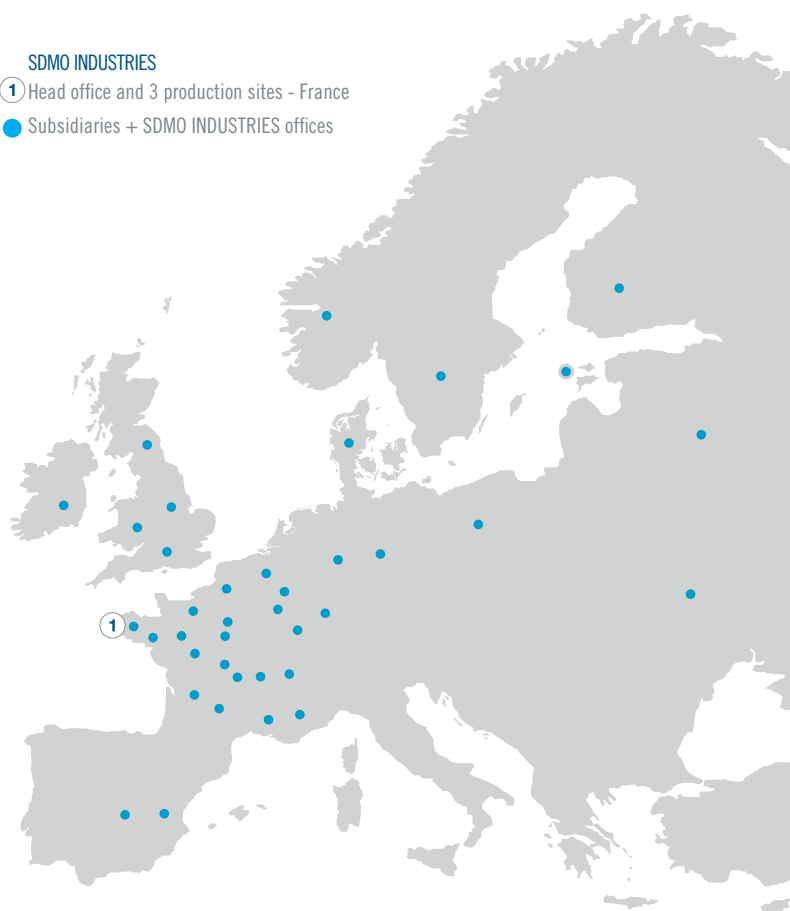 SDMO INDUSTRIES
1 Head office and 3 production sites - France
Subsidiaries + SDMO INDUSTRIES offices
1